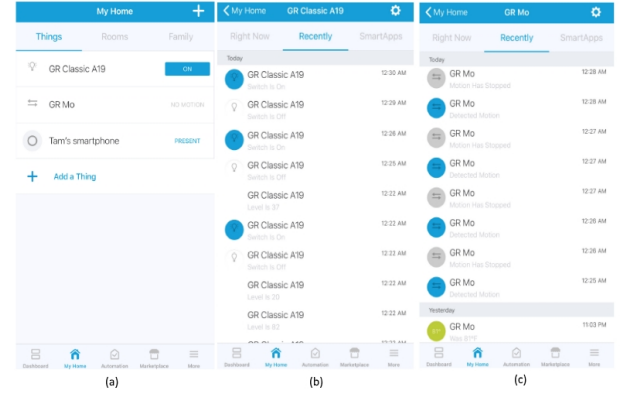 My Home +
Things Rooms Family
GR Classic A19 ON
GR Mo NO MOTION
Tam's smartphone PRESENT
+ Add a Thing
Dashboard My Home Automation Marketplace More
(a)
My Home GR Classic A19
Right Now Recently SmartApps
Today
GR Classic A19 12:30 AM
Switch is On
GR Classic A19 12:29 AM
Switch is Off
GR Classic A19 12:26 AM
Switch is On
GR Classic A19 12:25 AM
Switch is Off
GR Classic A19 12:22 AM
Level is 37
GR Classic A19 12:22 AM
Switch is On
GR Classic A19 12:22 AM
Switch is Off
GR Classic A19 12:22 AM
Level is 20
GR Classic A19 12:22 AM
Level is 82
Dashboard My Home Automation Marketplace More
(b)
My Home GR Mo
Right Now Recently SmartApps
Today
GR Mo 12:28 AM
Motion Has Stopped
GR Mo 12:28 AM
Detected Motion
GR Mo 12:27 AM
Motion Has Stopped
GR Mo 12:27 AM
Detected Motion
GR Mo 12:27 AM
Motion Has Stopped
GR Mo 12:26 AM
Detected Motion
GR Mo 12:26 AM
Motion Has Stopped
GR Mo 12:25 AM
Detected Motion
Yesterday
GR Mo 11:03 PM
Dashboard My Home Automation Marketplace More
(c)